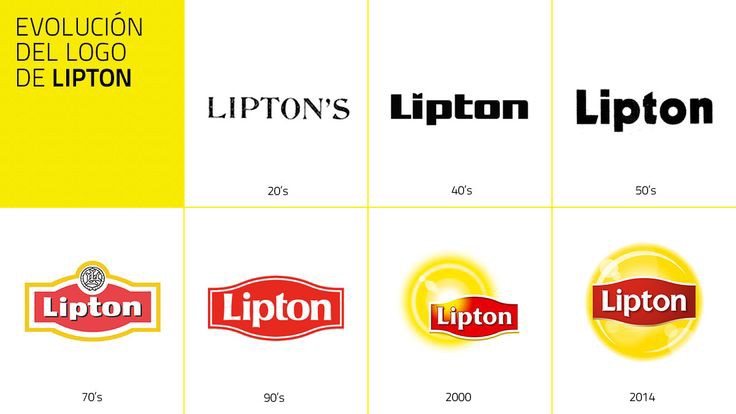 EVOLUCIÓN
DEL LOGO
DE LIPTON
LIPTON'S
20's
Lipton
40's
Lipton
50's
Lipton
70's
Lipton
90's
Lipton
2000
Lipton
2014